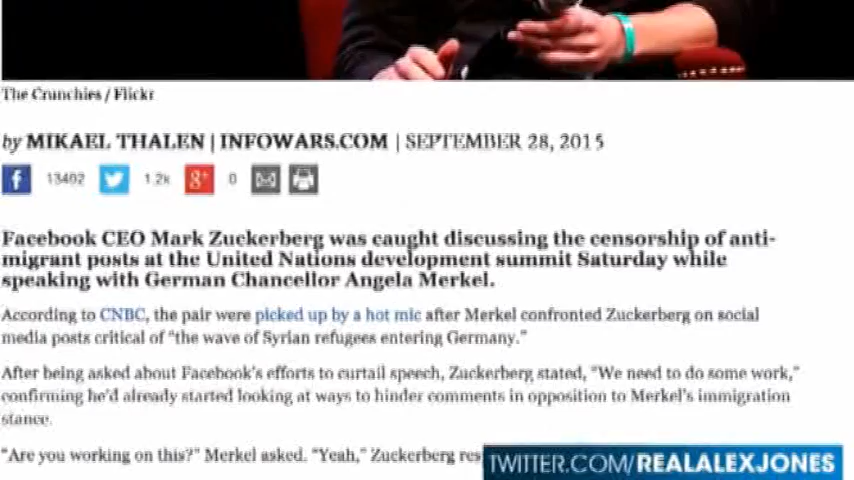 The Crunchies / Flickr
by MIKAEL THALEN | INFOWARS.COM | SEPTEMBER 28, 2015
f 13402 1.2k g+ 0
Facebook CEO Mark Zuckerberg was caught discussing the censorship of anti-
migrant posts at the United Nations development summit Saturday while
speaking with German Chancellor Angela Merkel.
According to CNBC, the pair were picked up by a hot mic after Merkel confronted Zuckerberg on social
media posts critical of “the wave of Syrian refugees entering Germany.”
After being asked about Facebook’s efforts to curtail speech, Zuckerberg stated, “We need to do some work,”
confirming he’d already started looking at ways to hinder comments in opposition to Merkel’s immigration
stance.
“Are you working on this?” Merkel asked. “Yeah,” Zuckerberg res
TWITTER.COM/REALALEXJONES